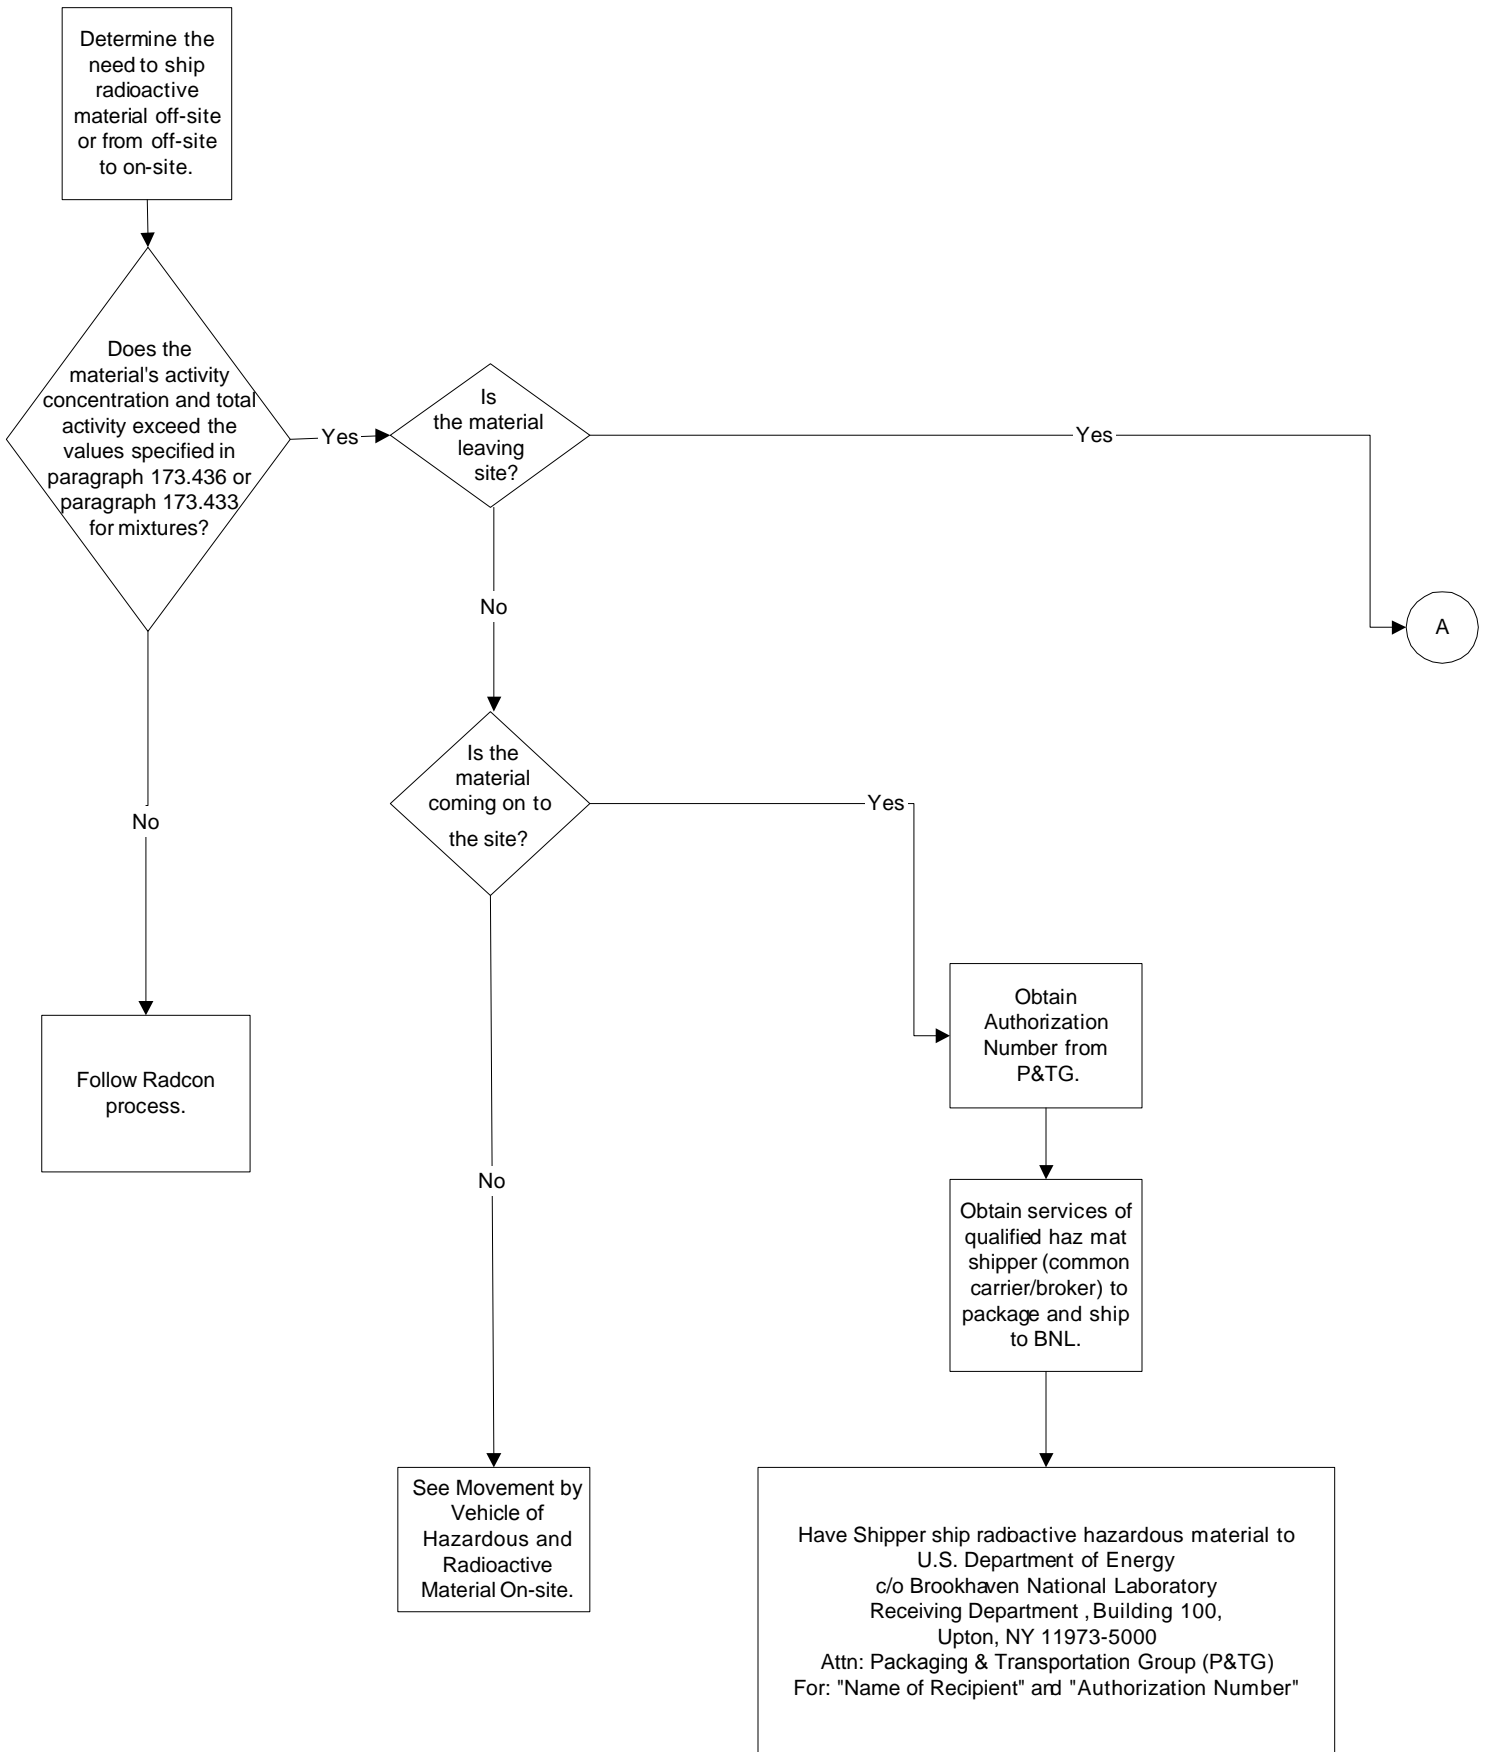 Determine the
need to ship
radioactive
material off-site
or from off-site
to on-site.
Does the
material's activity
concentration and total
activity exceed the
values specified in
paragraph 173.436 or
paragraph 173.433
for mixtures?
Yes
Is
the material
leaving
site?
Yes
A
No
No
Is the
material
coming on to
the site?
Yes
Follow Radcon
process.
Obtain
Authorization
Number from
P&TG.
No
Obtain services of
qualified haz mat
shipper (common
carrier/broker) to
package and ship
to BNL.
See Movement by
Vehicle of
Hazardous and
Radioactive
Material On-site.
Have Shipper ship radioactive hazardous material to
U.S. Department of Energy
c/o Brookhaven National Laboratory
Receiving Department , Building 100,
Upton, NY 11973-5000
Attn: Packaging & Transportation Group (P&TG)
For: "Name of Recipient" and "Authorization Number"